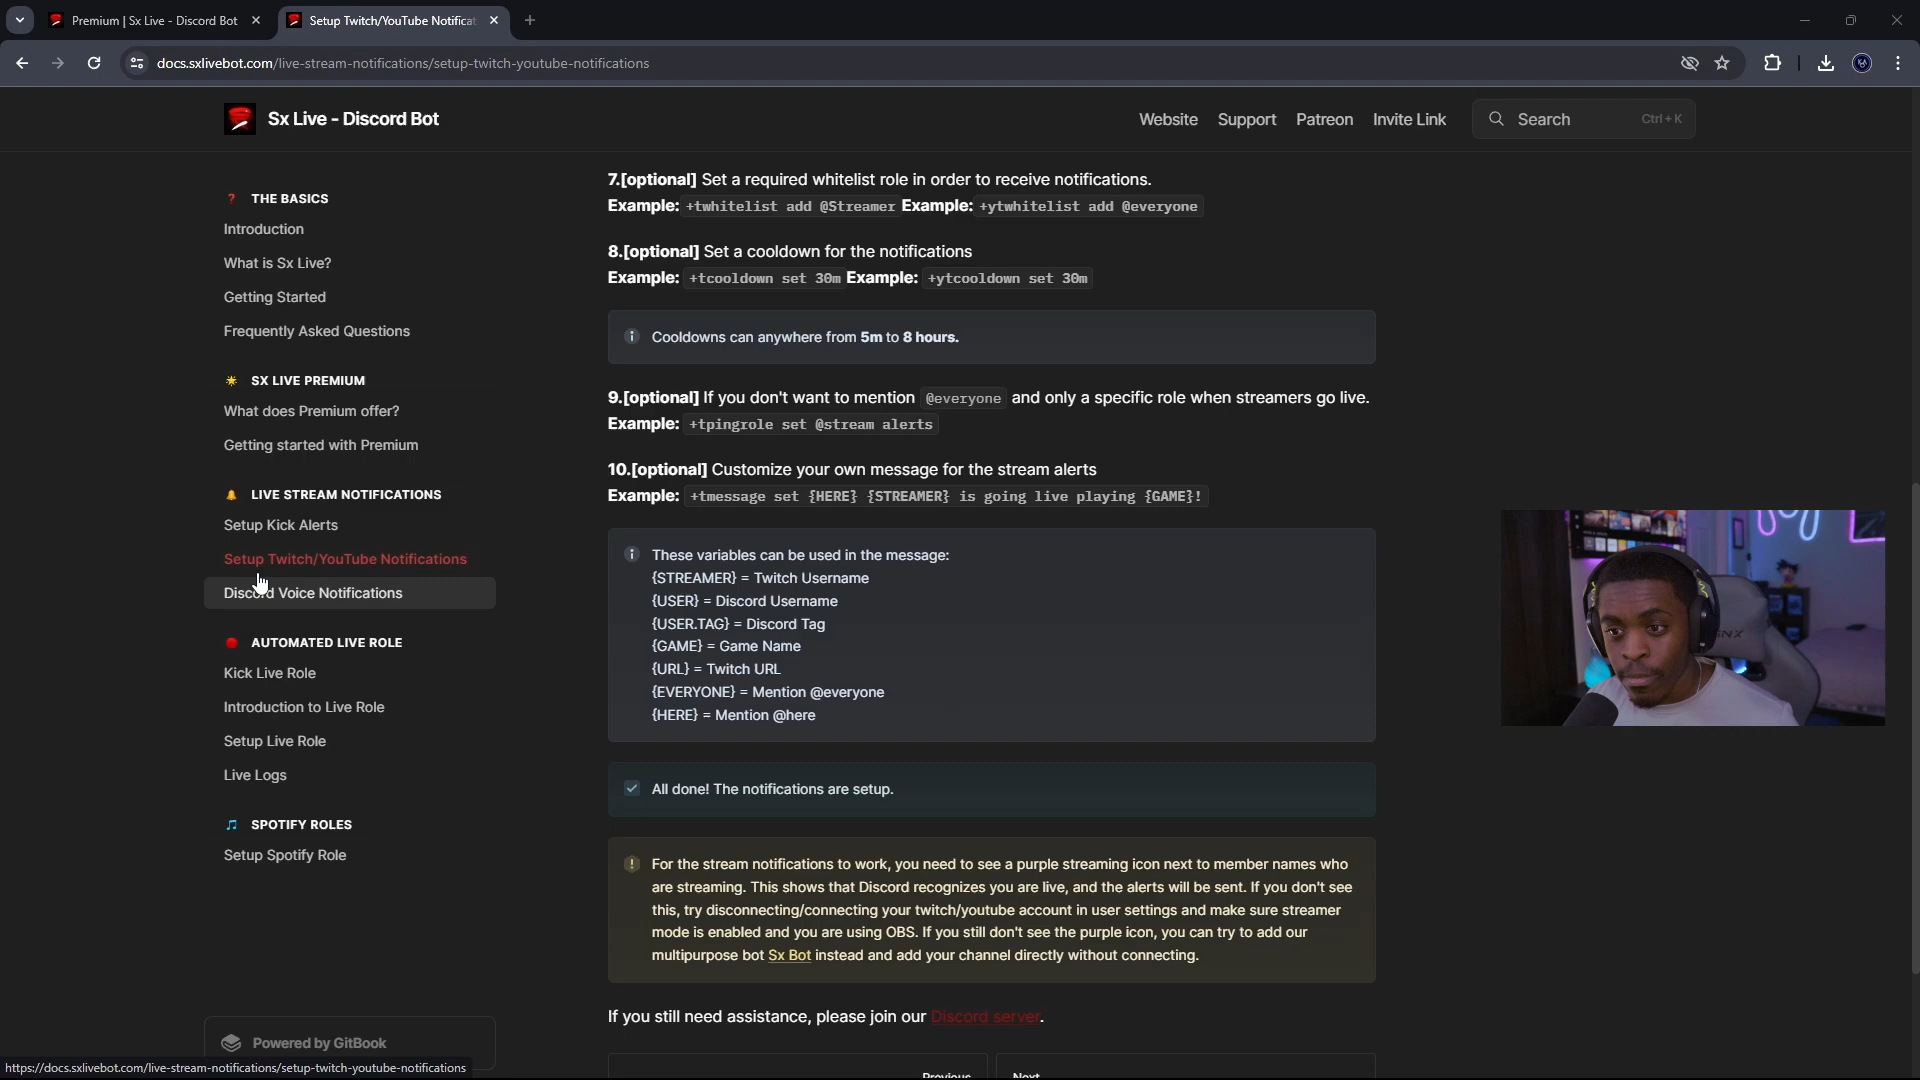 Premium | Sx Live - Discord Bot
Setup Twitch/YouTube Notificat
docs.sxlivebot.com/live-stream-notifications/setup-twitch-youtube-notifications
Sx Live - Discord Bot
Website
Support
Patreon
Invite Link
Search
Ctrl+K
THE BASICS
Introduction
What is Sx Live?
Getting Started
Frequently Asked Questions
SX LIVE PREMIUM
What does Premium offer?
Getting started with Premium
LIVE STREAM NOTIFICATIONS
Setup Kick Alerts
Setup Twitch/YouTube Notifications
Discord Voice Notifications
AUTOMATED LIVE ROLE
Kick Live Role
Introduction to Live Role
Setup Live Role
Live Logs
SPOTIFY ROLES
Setup Spotify Role
Powered by GitBook
7.[optional] Set a required whitelist role in order to receive notifications.
Example: +twhitelist add @Streamer Example: +ytwhitelist add @everyone
8.[optional] Set a cooldown for the notifications
Example: +tcooldown set 30m Example: +ytcooldown set 30m
Cooldowns can anywhere from 5m to 8 hours.
9.[optional] If you don't want to mention @everyone and only a specific role when streamers go live.
Example: +tpingrole set @stream alerts
10.[optional] Customize your own message for the stream alerts
Example: +tmessage set {HERE} {STREAMER} is going live playing {GAME}!
These variables can be used in the message:
{STREAMER} = Twitch Username
{USER} = Discord Username
{USER.TAG} = Discord Tag
{GAME} = Game Name
{URL} = Twitch URL
{EVERYONE} = Mention @everyone
{HERE} = Mention @here
All done! The notifications are setup.
For the stream notifications to work, you need to see a purple streaming icon next to member names who
are streaming. This shows that Discord recognizes you are live, and the alerts will be sent. If you don't see
this, try disconnecting/connecting your twitch/youtube account in user settings and make sure streamer
mode is enabled and you are using OBS. If you still don't see the purple icon, you can try to add our
multipurpose bot Sx Bot instead and add your channel directly without connecting.
If you still need assistance, please join our Discord server.
Previous
Next
https://docs.sxlivebot.com/live-stream-notifications/setup-twitch-youtube-notifications